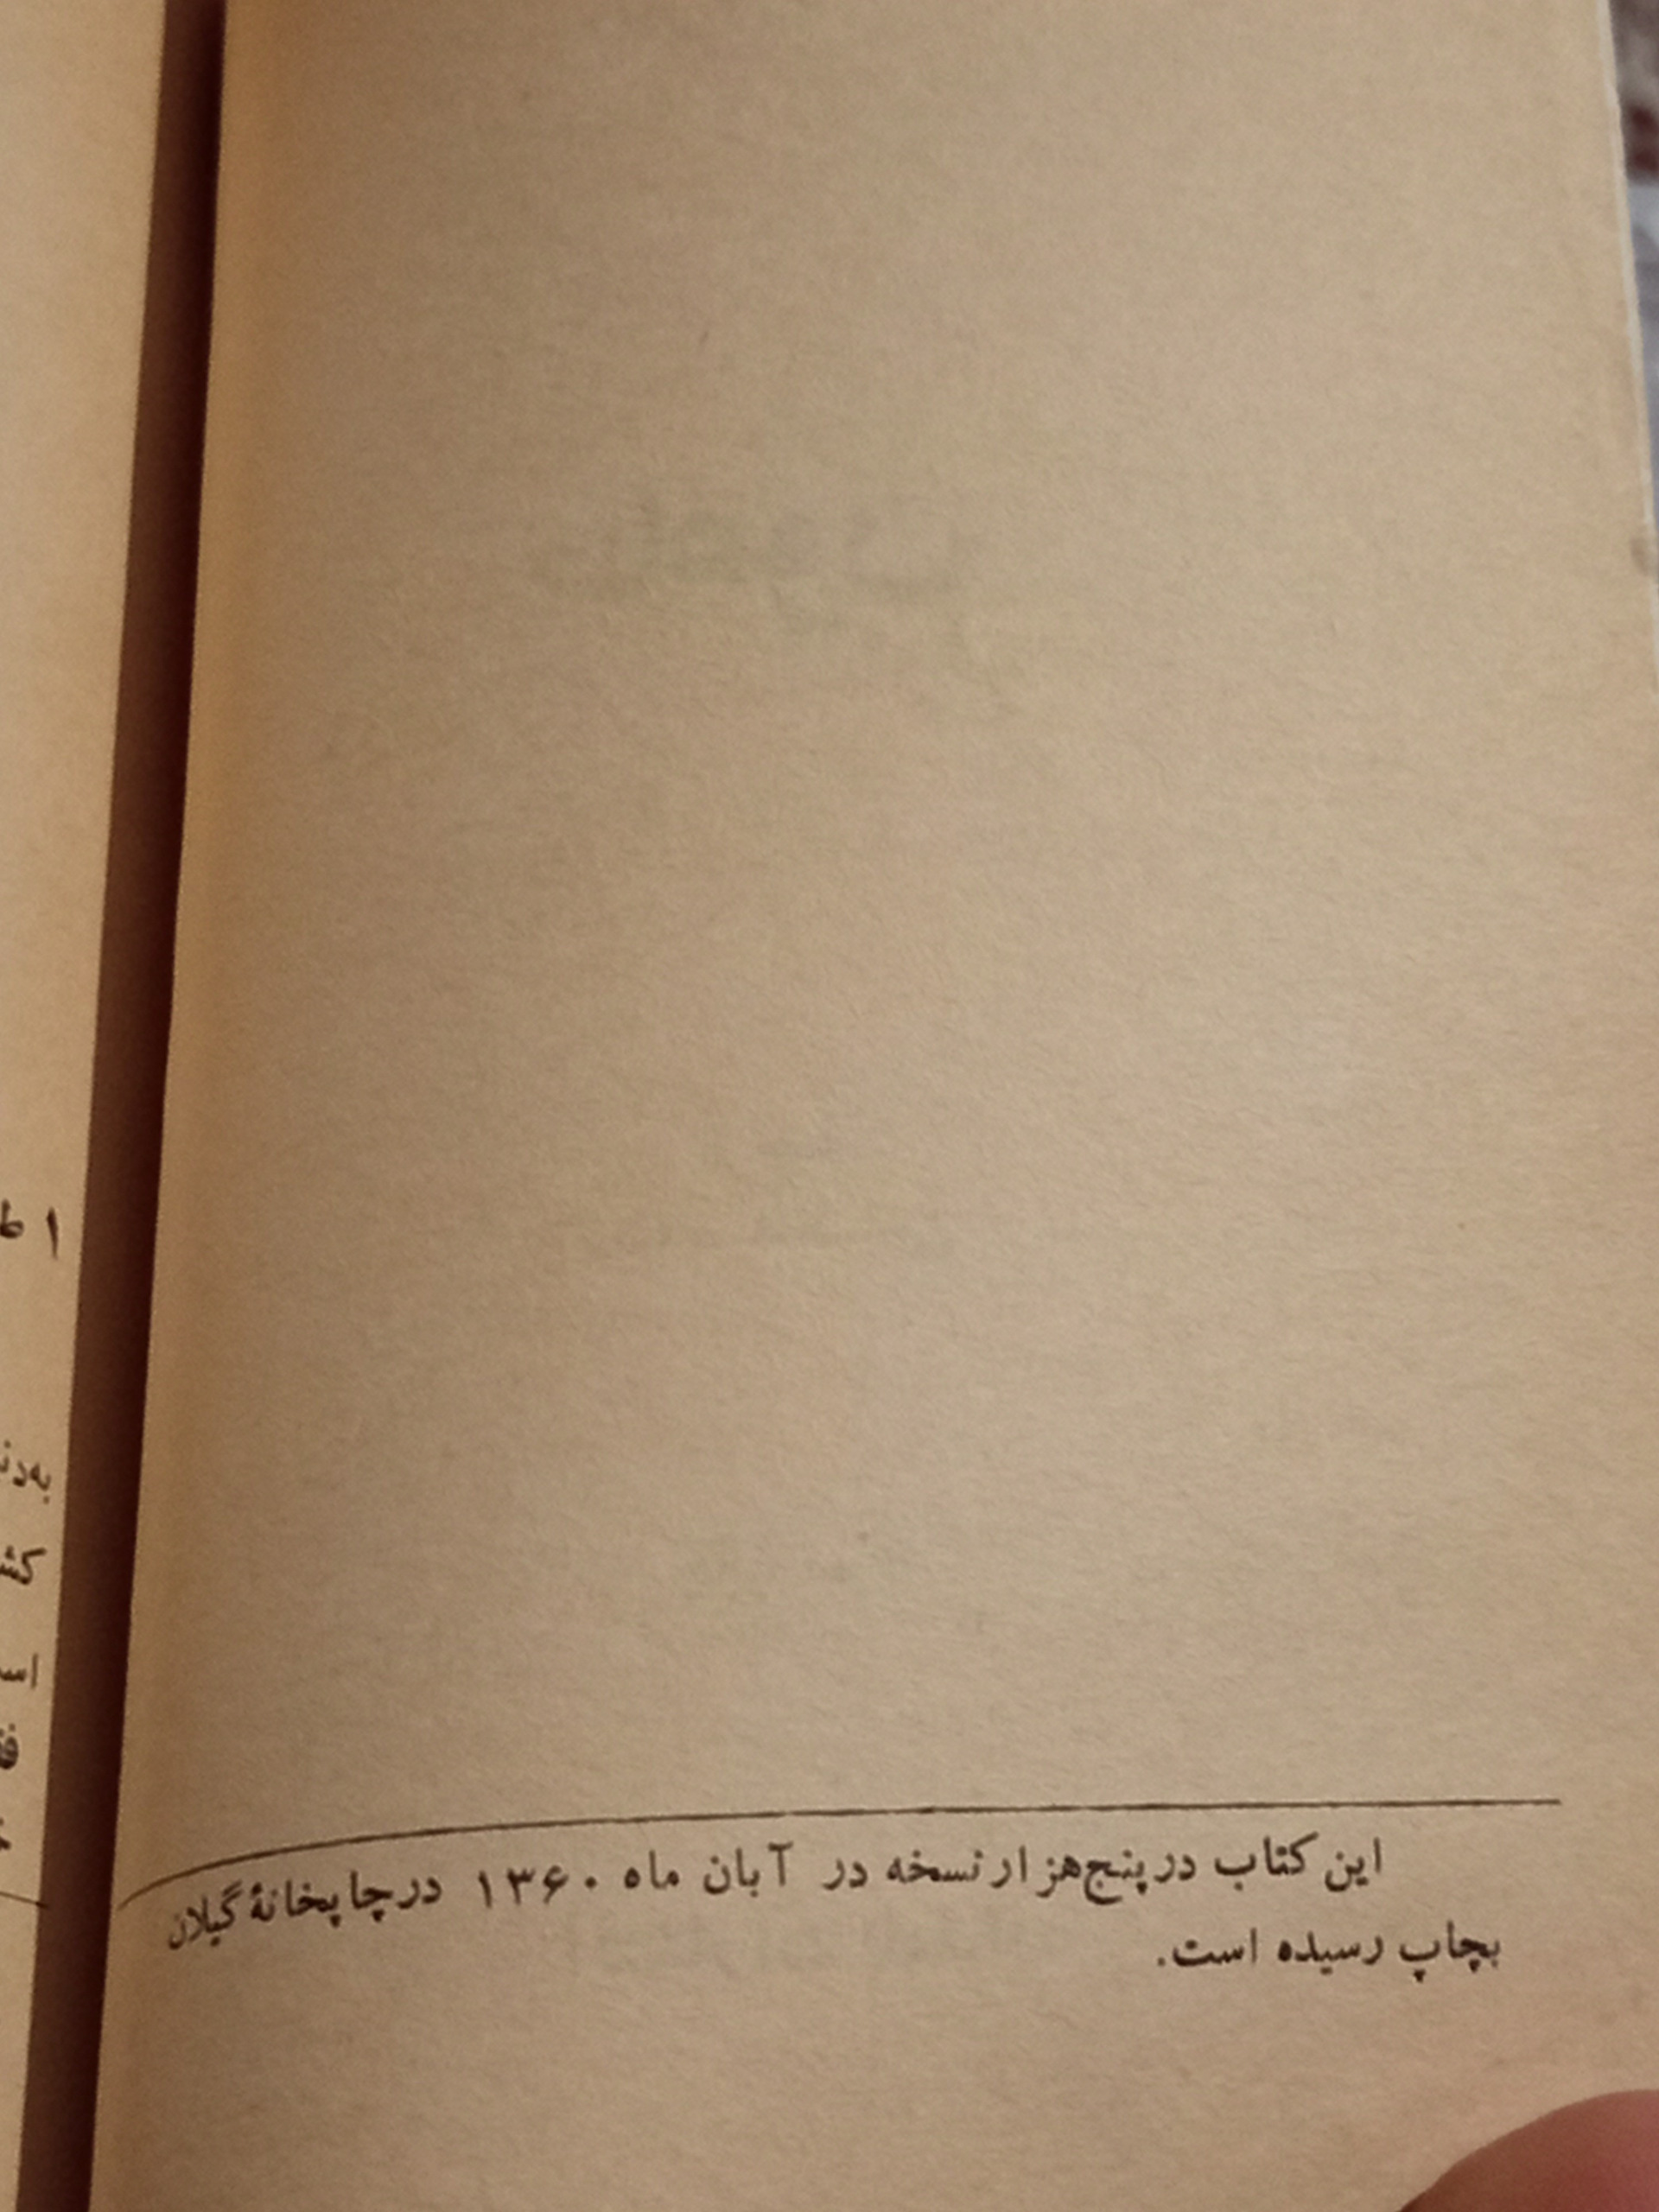 این کتاب در پنج‌هزار نسخه در آبان ماه ۱۳۶۰ در چاپخانهٔ گیلان
بچاپ رسیده است.